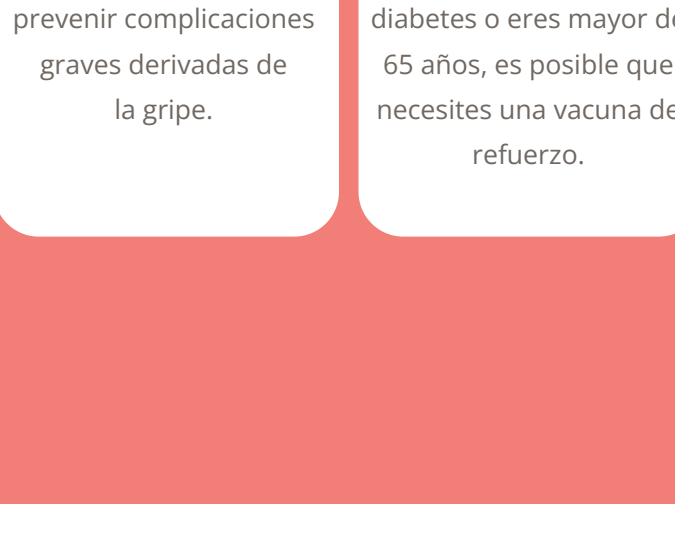 prevenir complicaciones
graves derivadas de
la gripe.
diabetes o eres mayor de
65 años, es posible que
necesites una vacuna de
refuerzo.